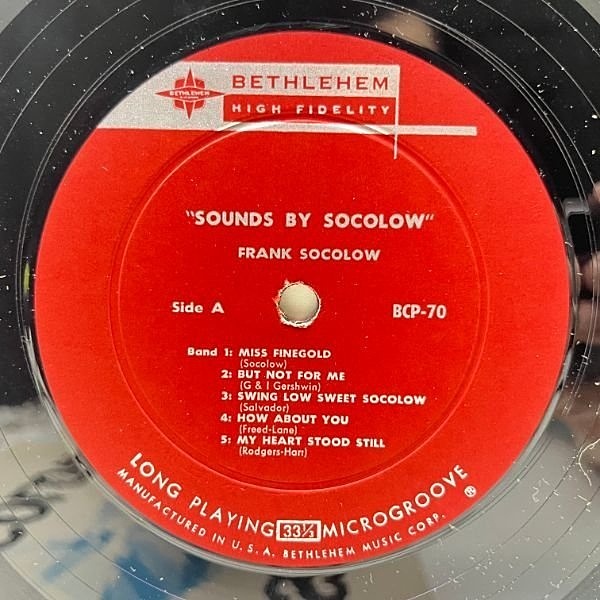 BETHLEHEM
BETHLEHEM
HIGH FIDELITY
"SOUNDS BY SOCOLOW"
FRANK SOCOLOW
Side A
BCP-70
Band 1: MISS FINEGOLD
(Socolow)
2: BUT NOT FOR ME
(G & I Gershwin)
3: SWING LOW SWEET SOCOLOW
(Salvador)
4: HOW ABOUT YOU
(Freed-Lane)
5: MY HEART STOOD STILL
(Rodgers-Harr)
LONG PLAYING 33⅓ MICROGROOVE ®
MANUFACTURED IN U.S.A. BETHLEHEM MUSIC CORP.